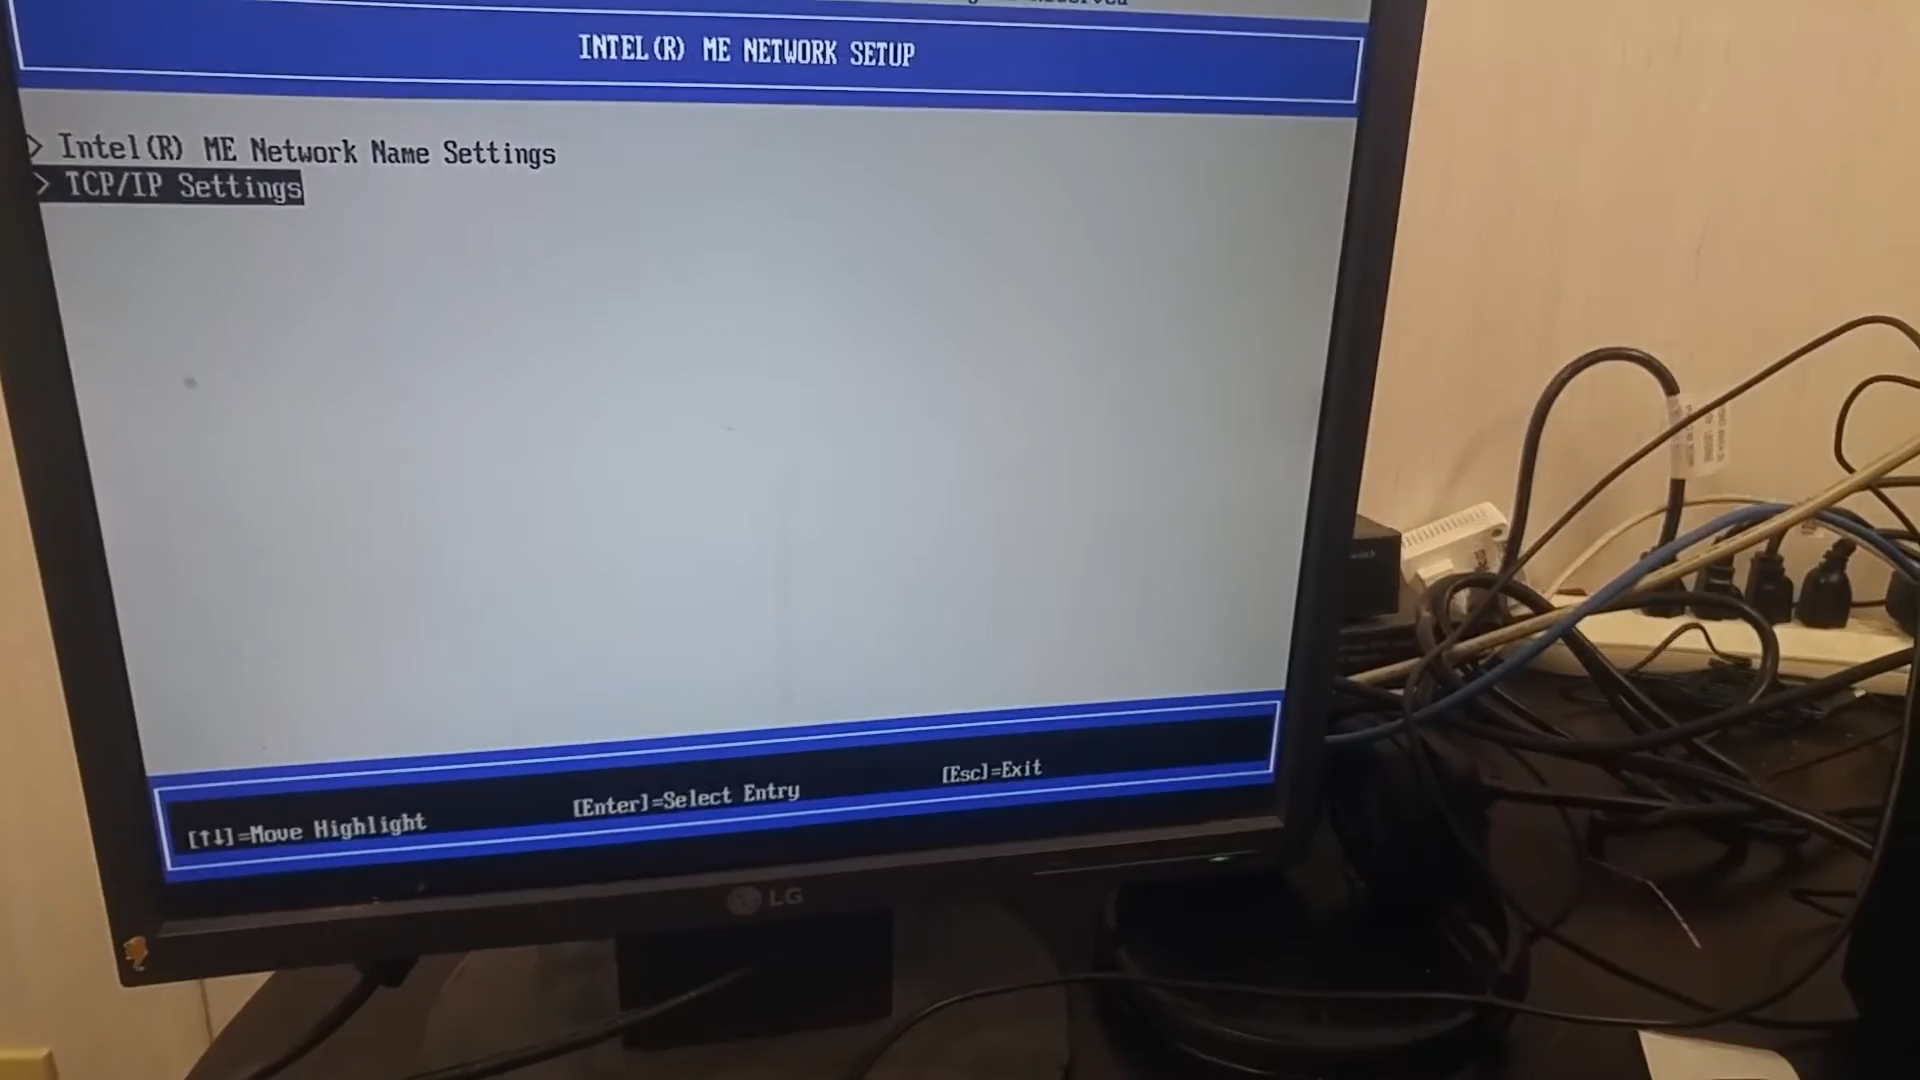 INTEL(R) ME NETWORK SETUP
> Intel(R) ME Network Name Settings
> TCP/IP Settings
[↑↓]=Move Highlight
[Enter]=Select Entry
[Esc]=Exit
LG